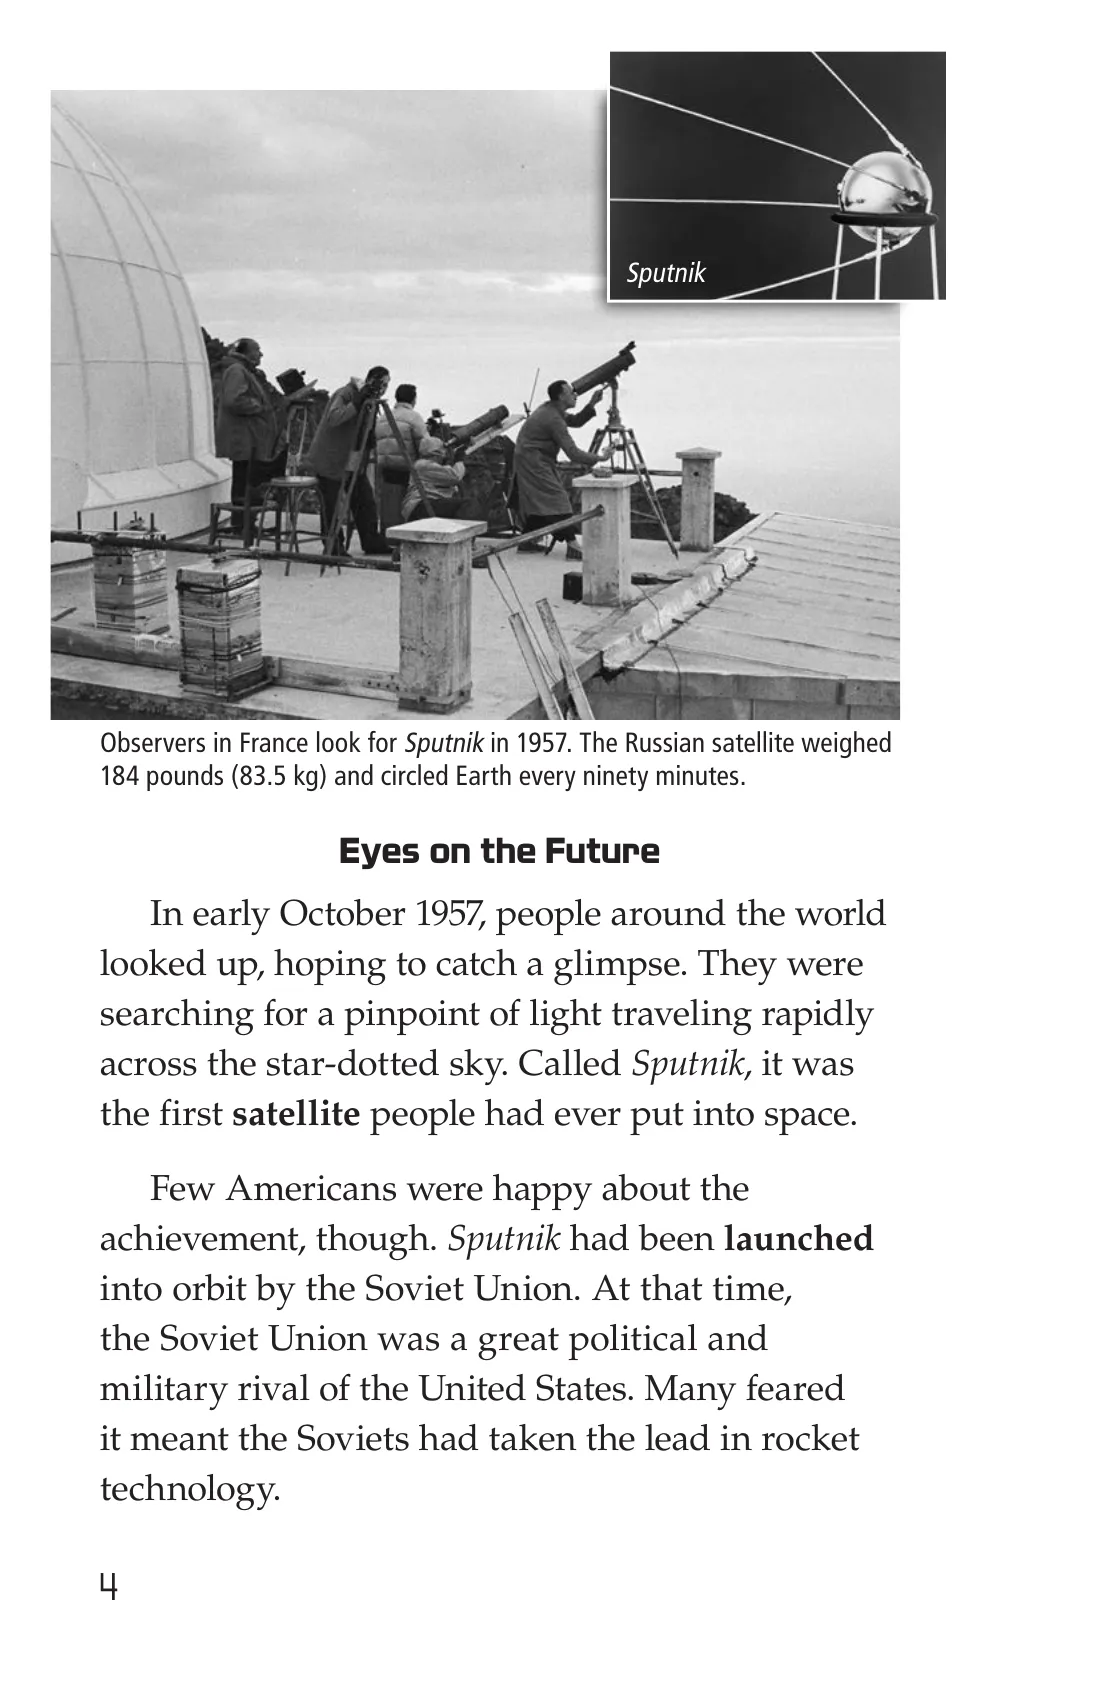 Sputnik
Observers in France look for Sputnik in 1957. The Russian satellite weighed
184 pounds (83.5 kg) and circled Earth every ninety minutes.
Eyes on the Future
In early October 1957, people around the world
looked up, hoping to catch a glimpse. They were
searching for a pinpoint of light traveling rapidly
across the star-dotted sky. Called Sputnik, it was
the first satellite people had ever put into space.
Few Americans were happy about the
achievement, though. Sputnik had been launched
into orbit by the Soviet Union. At that time,
the Soviet Union was a great political and
military rival of the United States. Many feared
it meant the Soviets had taken the lead in rocket
technology.
4